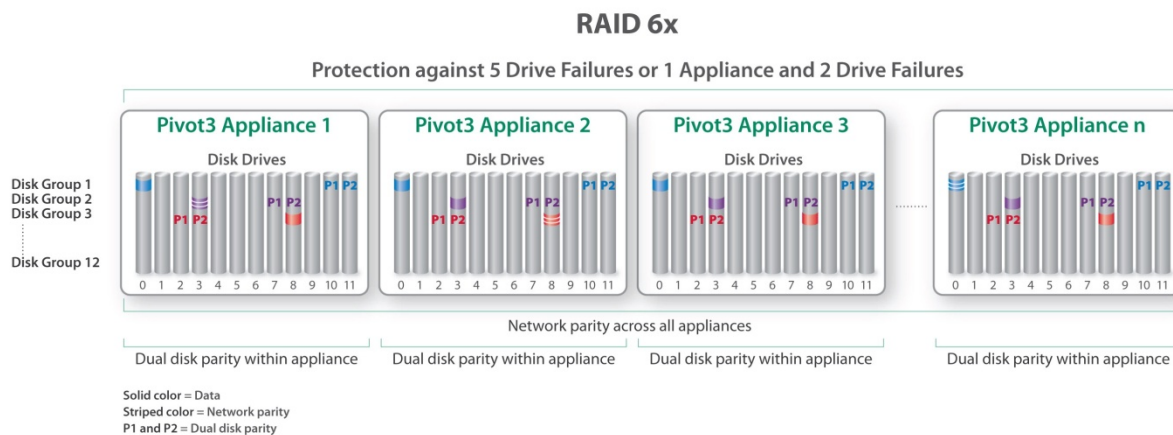 RAID 6x
Protection against 5 Drive Failures or 1 Appliance and 2 Drive Failures
Pivot3 Appliance 1 Pivot3 Appliance 2 Pivot3 Appliance 3 Pivot3 Appliance n
Disk Drives Disk Drives Disk Drives Disk Drives
Disk Group 1 P1 P2 P1 P2 P1 P2 P1 P2
Disk Group 2 P1 P2 P1 P2 P1 P2 P1 P2
Disk Group 3 P1 P2 P1 P2 P1 P2 P1 P2
Disk Group 12
0 1 2 3 4 5 6 7 8 9 10 11 0 1 2 3 4 5 6 7 8 9 10 11 0 1 2 3 4 5 6 7 8 9 10 11 0 1 2 3 4 5 6 7 8 9 10 11
Network parity across all appliances
Dual disk parity within appliance Dual disk parity within appliance Dual disk parity within appliance Dual disk parity within appliance
Solid color = Data
Striped color = Network parity
P1 and P2 = Dual disk parity